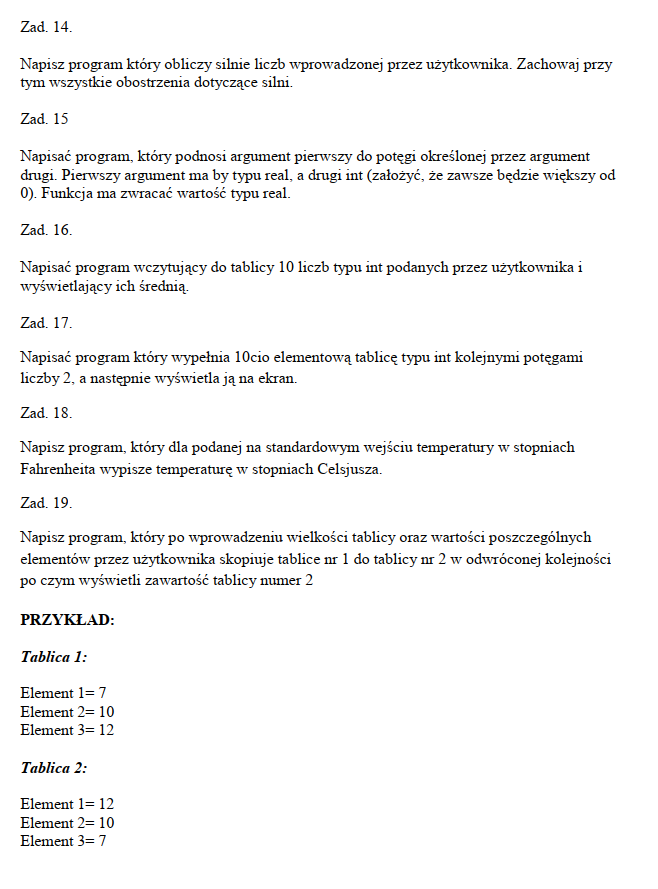 Zad. 14.
Napisz program który obliczy silnie liczb wprowadzonej przez użytkownika. Zachowaj przy
tym wszystkie obostrzenia dotyczące silni.
Zad. 15
Napisać program, który podnosi argument pierwszy do potęgi określonej przez argument
drugi. Pierwszy argument ma by typu real, a drugi int (założyć, że zawsze będzie większy od
0). Funkcja ma zwracać wartość typu real.
Zad. 16.
Napisać program wczytujący do tablicy 10 liczb typu int podanych przez użytkownika i
wyświetlający ich średnią.
Zad. 17.
Napisać program który wypełnia 10cio elementową tablicę typu int kolejnymi potęgami
liczby 2, a następnie wyświetla ją na ekran.
Zad. 18.
Napisz program, który dla podanej na standardowym wejściu temperatury w stopniach
Fahrenheita wypisze temperaturę w stopniach Celsjusza.
Zad. 19.
Napisz program, który po wprowadzeniu wielkości tablicy oraz wartości poszczególnych
elementów przez użytkownika skopiuje tablice nr 1 do tablicy nr 2 w odwróconej kolejności
po czym wyświetli zawartość tablicy numer 2
PRZYKŁAD:
Tablica 1:
Element 1= 7
Element 2= 10
Element 3= 12
Tablica 2:
Element 1= 12
Element 2= 10
Element 3= 7